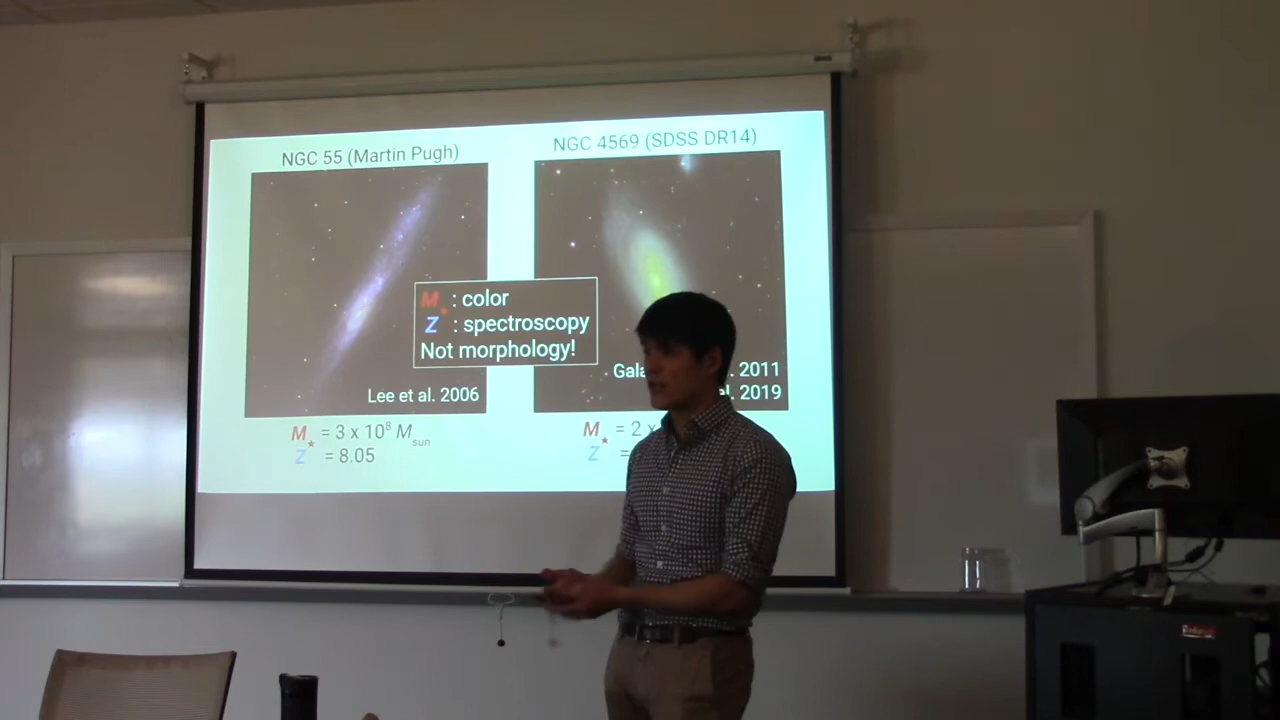 NGC 55 (Martin Pugh)
NGC 4569 (SDSS DR14)
M★ : color
Z : spectroscopy
Not morphology!
Lee et al. 2006
2011
2019
M★ = 3 x 10⁸ Msun
Z = 8.05
M★ = 2 x
Z =